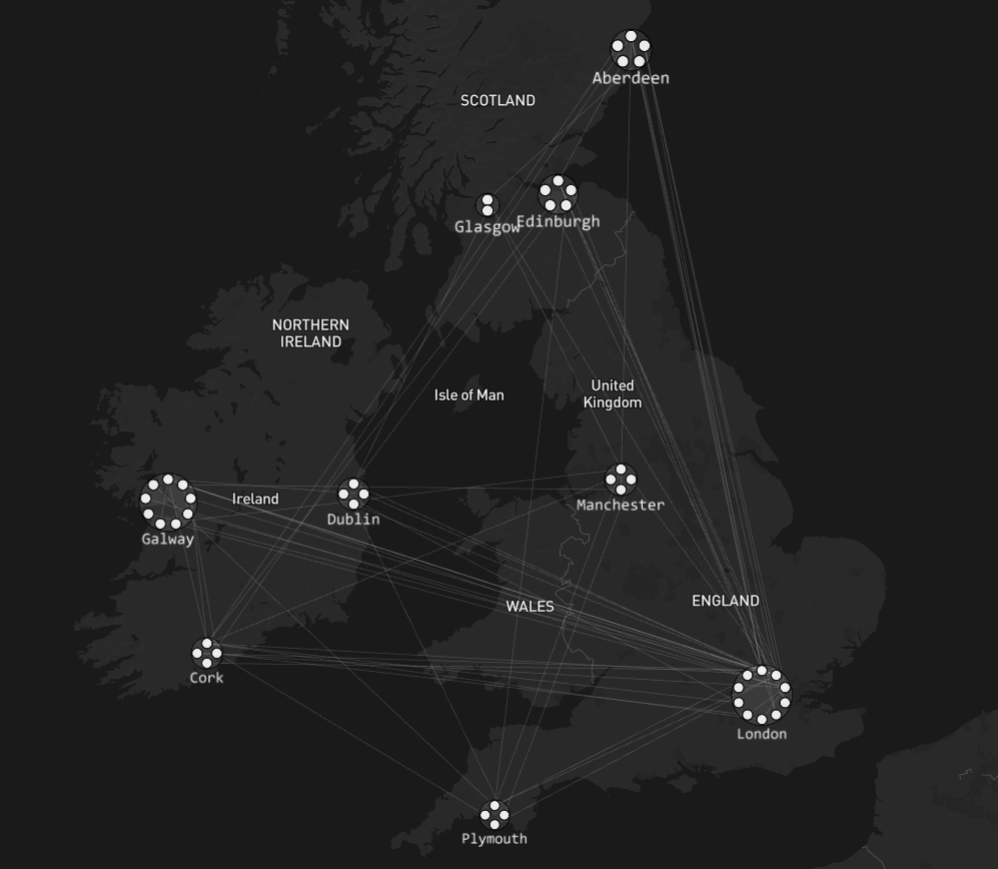 Aberdeen
SCOTLAND
Glasgow
Edinburgh
NORTHERN
IRELAND
Isle of Man
United
Kingdom
Ireland
Galway
Dublin
Manchester
WALES
ENGLAND
Cork
London
Plymouth